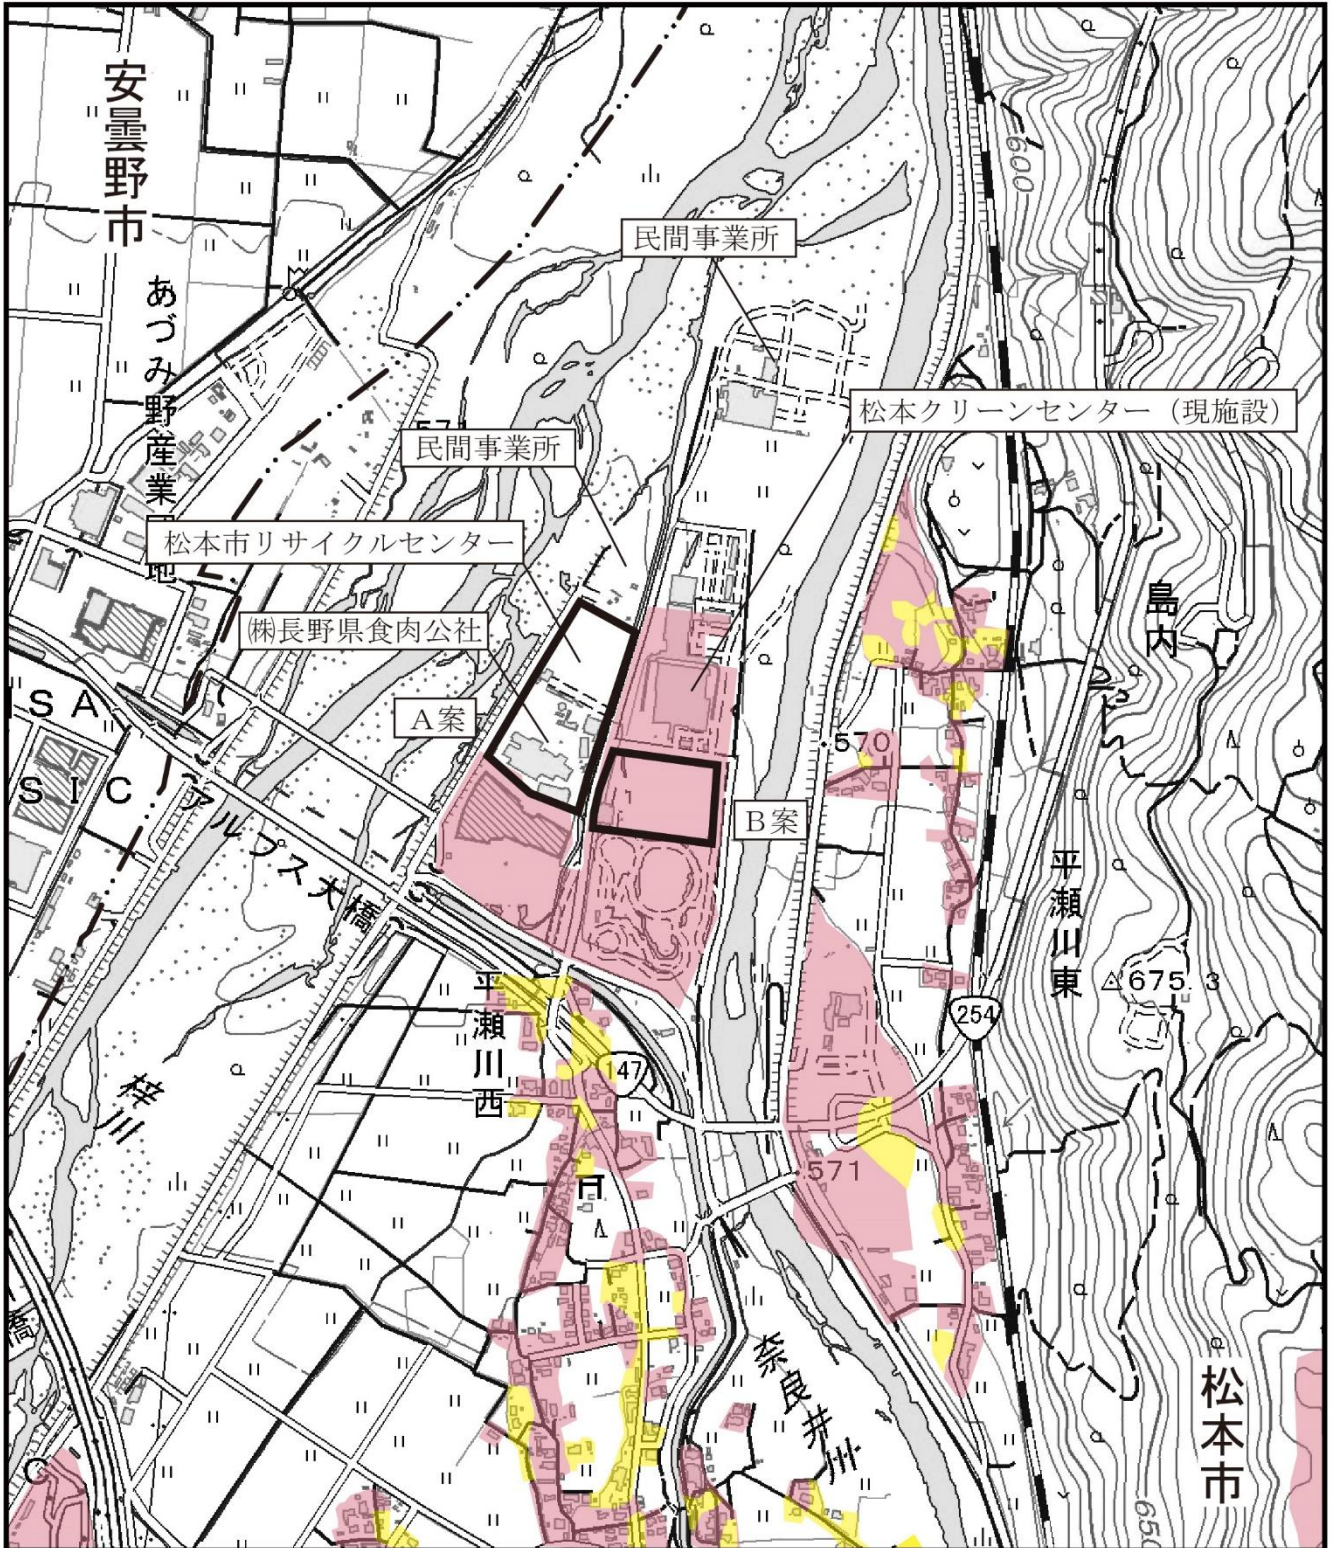 安曇野市
600
民間事業所
あづみ野産業団地
松本クリーンセンター（現施設）
571
民間事業所
松本市リサイクルセンター
島内
㈱長野県食肉公社
SA
A案
570
SIC
B案
アルプス大橋
平瀬川東
675.3
平瀬川西
254
147
梓川
571
橋
奈良井川
松本市
C
650